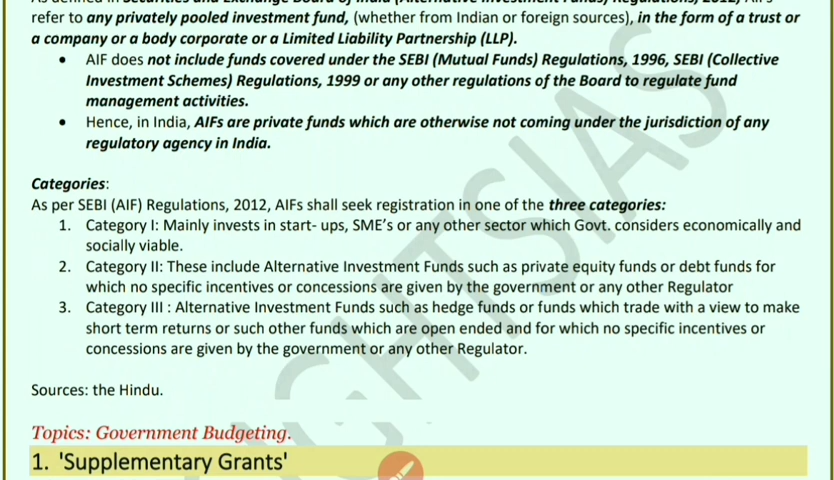 refer to any privately pooled investment fund, (whether from Indian or foreign sources), in the form of a trust or
a company or a body corporate or a Limited Liability Partnership (LLP).
• AIF does not include funds covered under the SEBI (Mutual Funds) Regulations, 1996, SEBI (Collective
Investment Schemes) Regulations, 1999 or any other regulations of the Board to regulate fund
management activities.
• Hence, in India, AIFs are private funds which are otherwise not coming under the jurisdiction of any
regulatory agency in India.
Categories:
As per SEBI (AIF) Regulations, 2012, AIFs shall seek registration in one of the three categories:
1. Category I: Mainly invests in start- ups, SME's or any other sector which Govt. considers economically and
socially viable.
2. Category II: These include Alternative Investment Funds such as private equity funds or debt funds for
which no specific incentives or concessions are given by the government or any other Regulator
3. Category III : Alternative Investment Funds such as hedge funds or funds which trade with a view to make
short term returns or such other funds which are open ended and for which no specific incentives or
concessions are given by the government or any other Regulator.
Sources: the Hindu.
Topics: Government Budgeting.
1. 'Supplementary Grants'